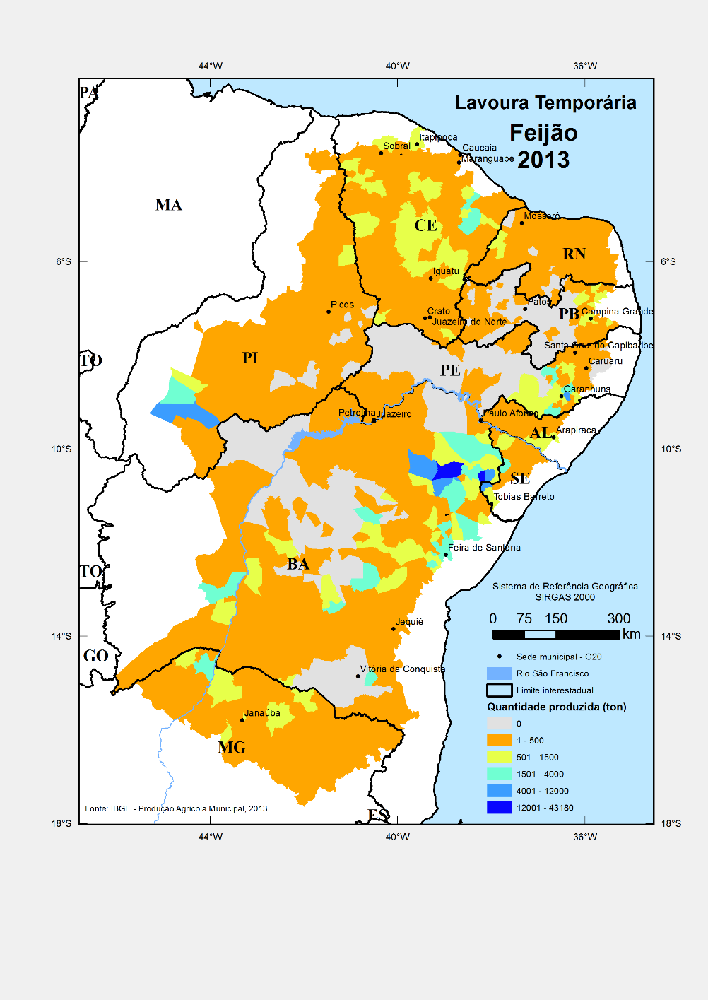 44°W
40°W
36°W
PA
Lavoura Temporária
Feijão
2013
Itapipoca
Sobral
Caucaia
Maranguape
MA
CE
Mossoró
RN
6°S
6°S
Iguatu
Picos
Patos
Crato
Juazeiro do Norte
PB
Campina Grande
Santa Cruz do Capibaribe
TO
PI
PE
Caruaru
Garanhuns
Petrolina
Juazeiro
Paulo Afonso
AL
Arapiraca
10°S
10°S
SE
Tobias Barreto
Feira de Santana
TO
BA
Sistema de Referência Geográfica
SIRGAS 2000
0 75 150 300
km
Jequié
14°S
14°S
GO
Vitória da Conquista
Sede municipal - G20
Rio São Francisco
Limite interestadual
Quantidade produzida (ton)
0
1 - 500
501 - 1500
1501 - 4000
4001 - 12000
12001 - 43180
Janaúba
MG
Fonte: IBGE - Produção Agricola Municipal, 2013
ES
18°S
18°S
44°W
40°W
36°W